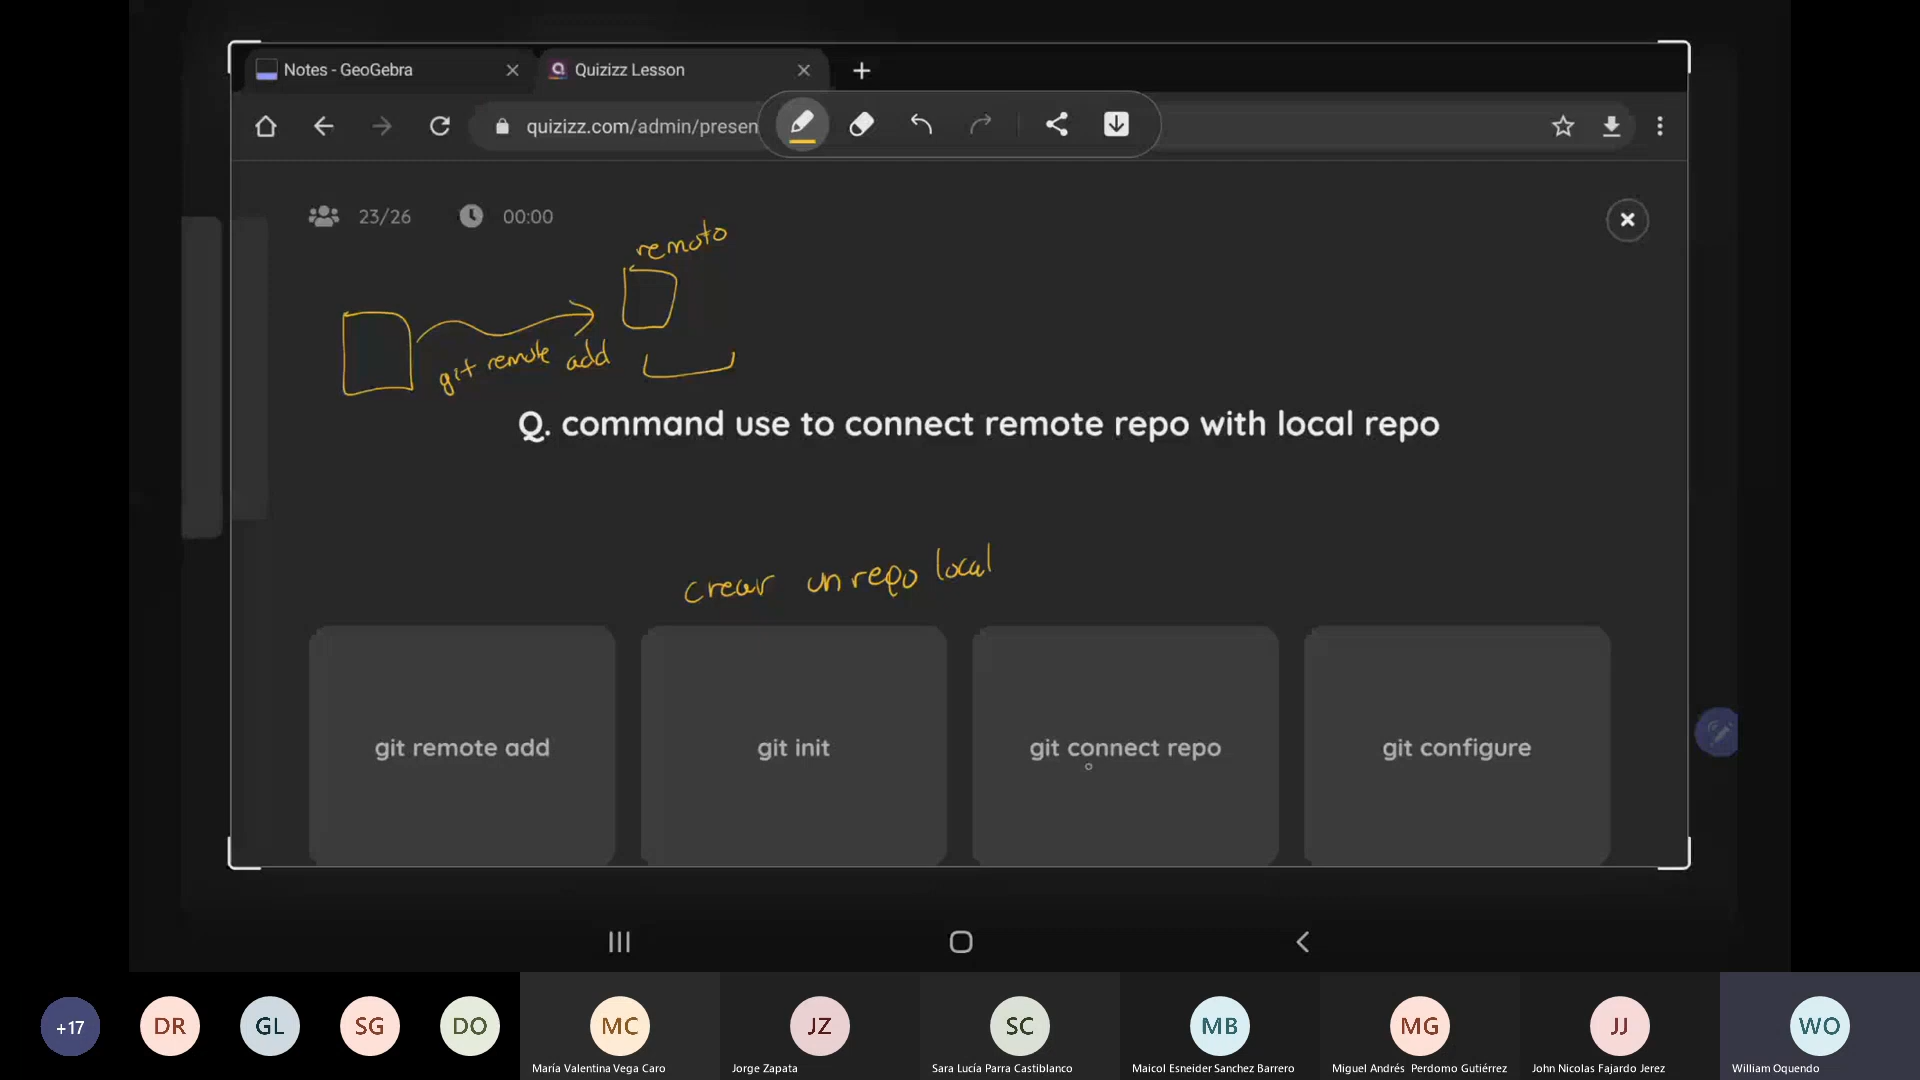 Notes - GeoGebra
Quizizz Lesson
quizizz.com/admin/presen
23/26
00:00
remoto
git remote add
Q. command use to connect remote repo with local repo
crear un repo local
git remote add
git init
git connect repo
git configure
+17
DR
GL
SG
DO
MC
JZ
SC
MB
MG
JJ
WO
María Valentina Vega Caro
Jorge Zapata
Sara Lucía Parra Castiblanco
Maicol Esneider Sanchez Barrero
Miguel Andrés Perdomo Gutiérrez
John Nicolas Fajardo Jerez
William Oquendo